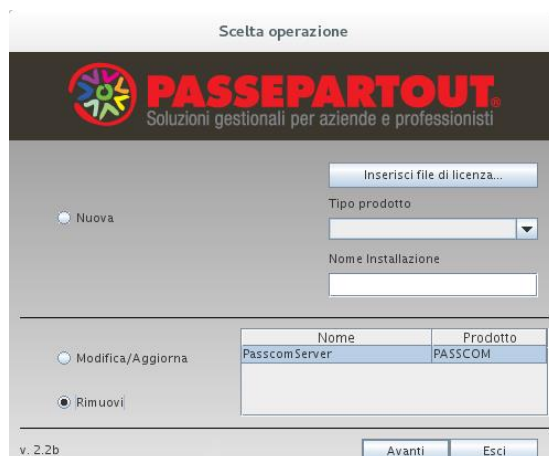 Scelta operazione
PASSEPARTOUT®
Soluzioni gestionali per aziende e professionisti
Inserisci file di licenza...
Tipo prodotto
Nuova
Nome Installazione
Nome Prodotto
PasscomServer PASSCOM
Modifica/Aggiorna
Rimuovi
v. 2.2b
Avanti Esci